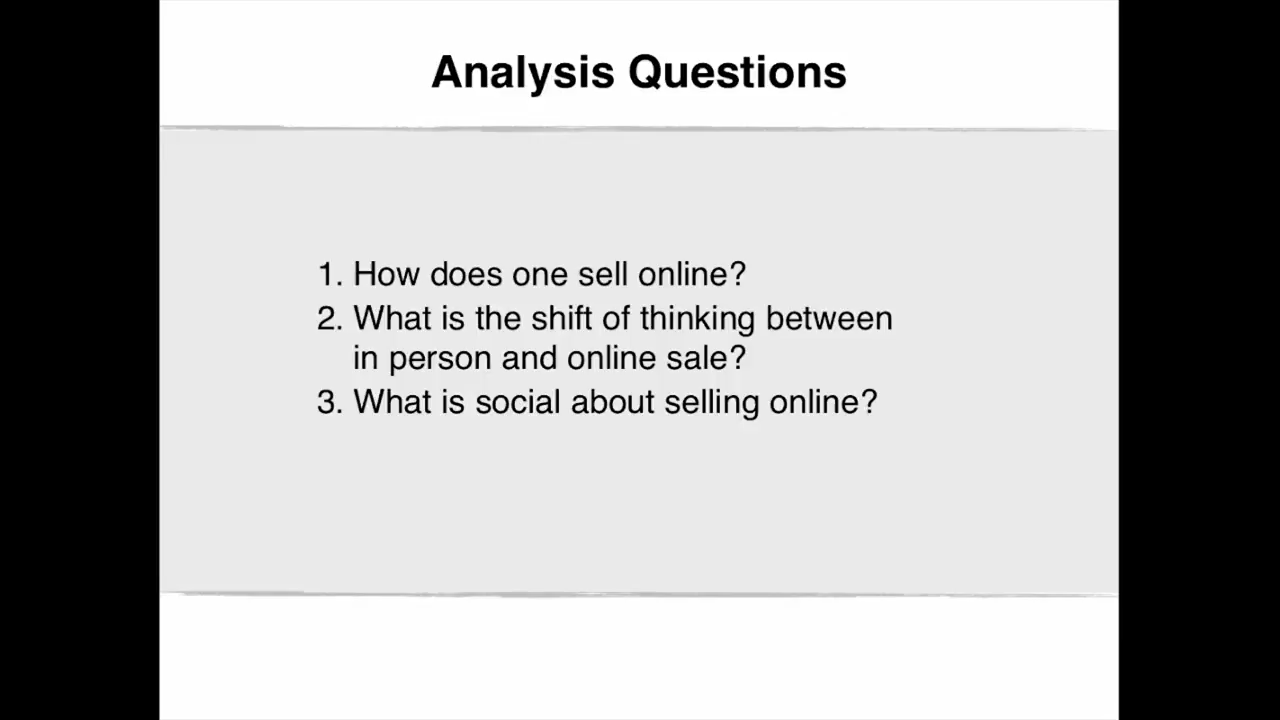 Analysis Questions
1. How does one sell online?
2. What is the shift of thinking between
in person and online sale?
3. What is social about selling online?